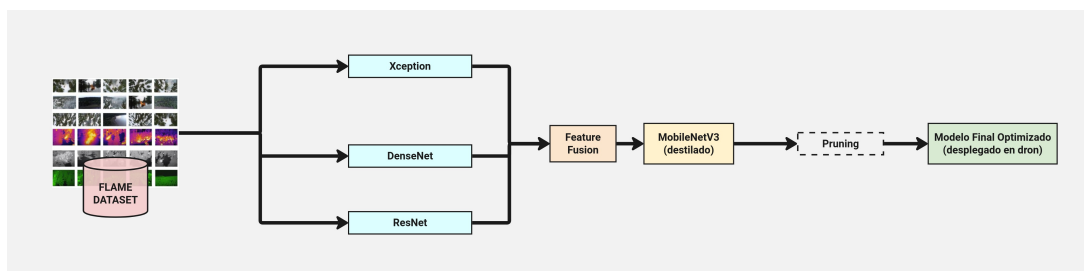 FLAME
DATASET
Xception
DenseNet
ResNet
Feature
Fusion
MobileNetV3
(destilado)
Pruning
Modelo Final Optimizado
(desplegado en dron)